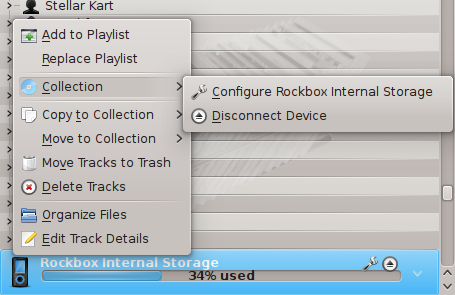 Stellar Kart
Add to Playlist
Replace Playlist
Collection
Configure Rockbox Internal Storage
Disconnect Device
Copy to Collection
Move to Collection
Move Tracks to Trash
Delete Tracks
Organize Files
Edit Track Details
Rockbox Internal Storage
34% used